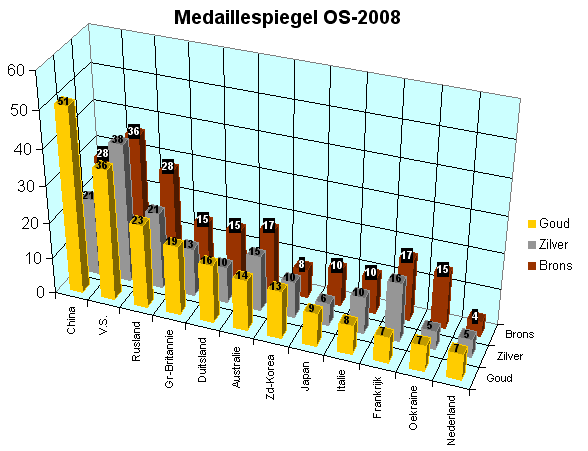 Medaillespiegel OS-2008
60
50
40
30
20
10
0
51
36
23
19
16
14
13
9
8
7
7
7
21
38
21
13
10
15
10
6
10
16
5
5
28
36
28
15
15
17
8
10
10
17
15
4
China
V.S.
Rusland
Gr-Britannie
Duitsland
Australie
Zd-Korea
Japan
Italie
Frankrijk
Oekraine
Nederland
Brons
Zilver
Goud
Goud
Zilver
Brons